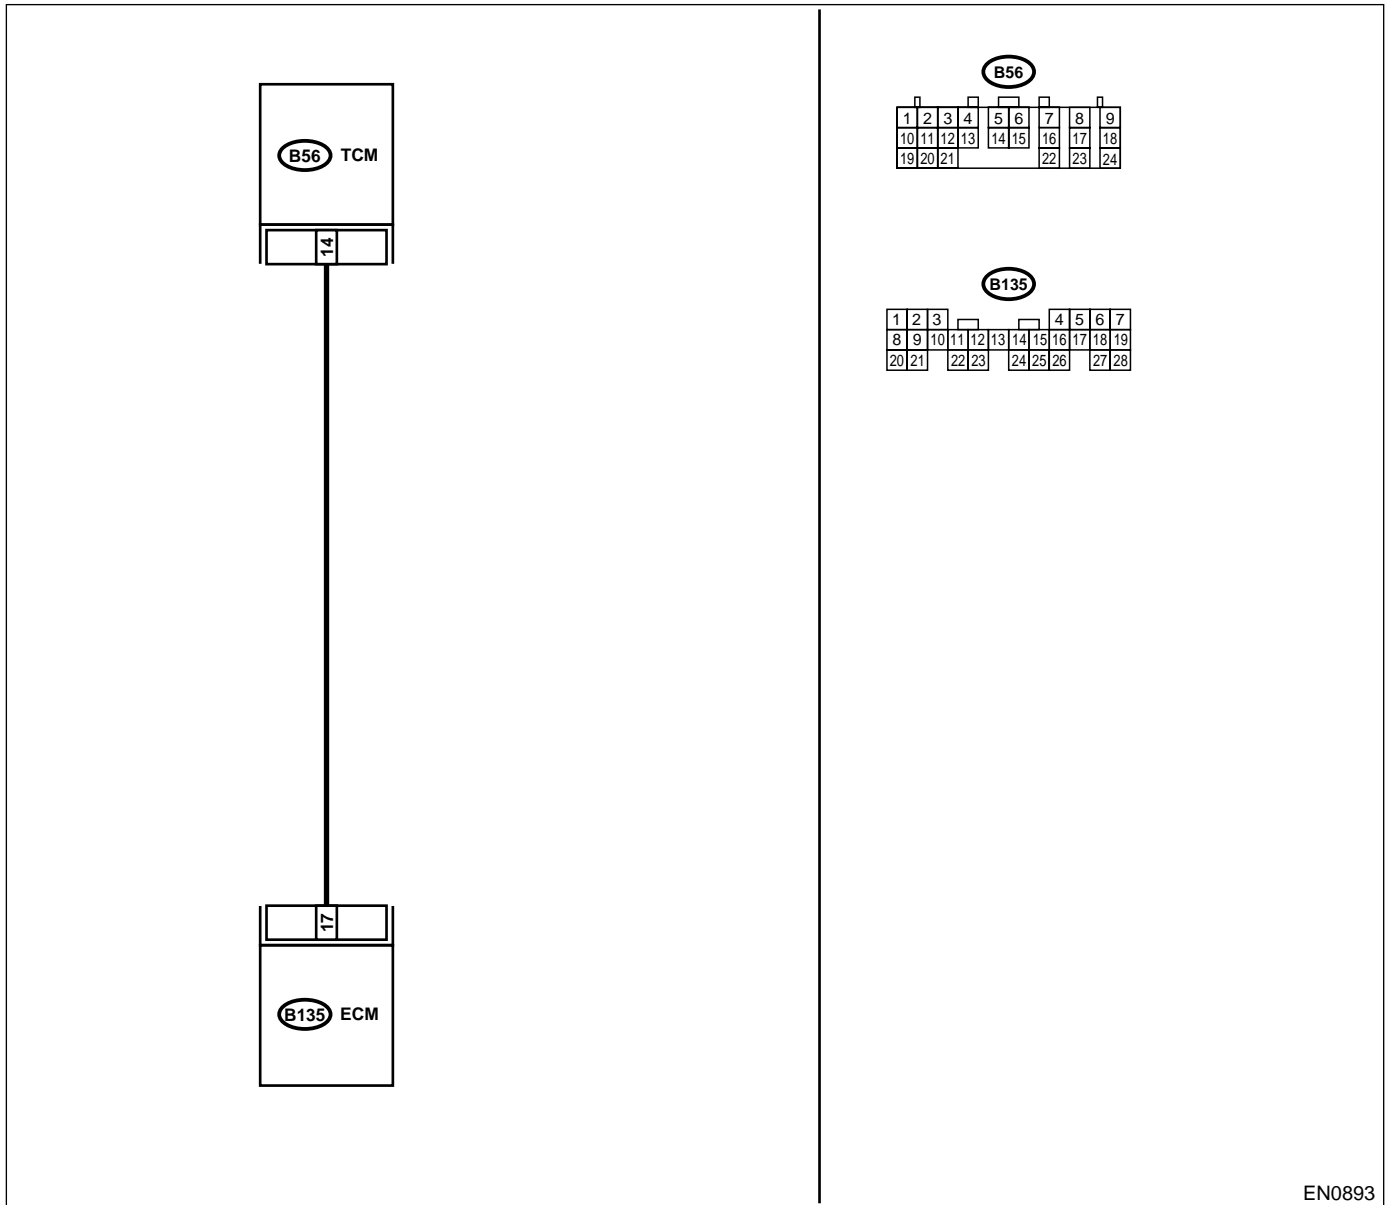 B56 TCM
14
17
B135 ECM
B56
1 2 3 4 5 6 7 8 9
10 11 12 13 14 15 16 17 18
19 20 21 22 23 24
B135
1 2 3 4 5 6 7
8 9 10 11 12 13 14 15 16 17 18 19
20 21 22 23 24 25 26 27 28
EN0893